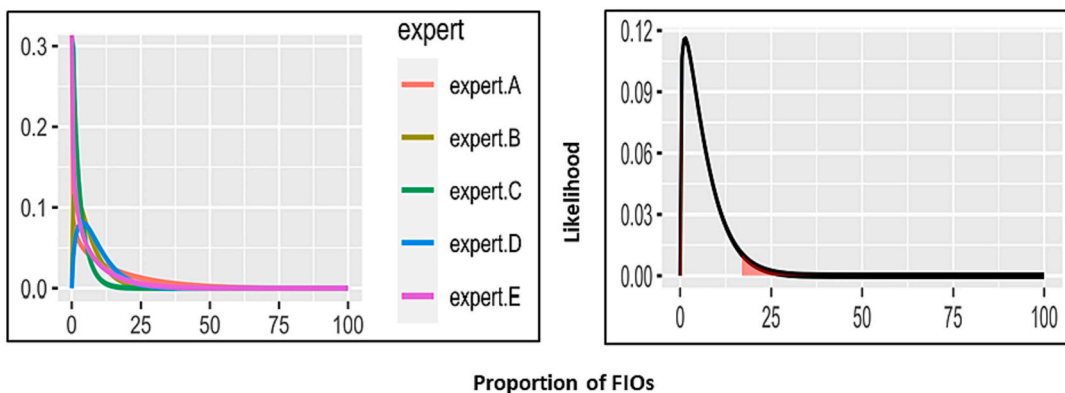 expert
0.3
0.2
0.1
0.0
0 25 50 75 100
expert.A
expert.B
expert.C
expert.D
expert.E
Likelihood
0.12
0.09
0.06
0.03
0.00
0 25 50 75 100
Proportion of FIOs